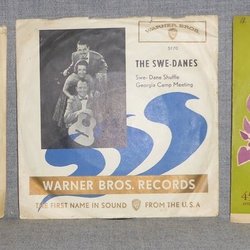 WARNER BROS.
5170
THE SWE-DANES
Swe-Dane Shuffle
Georgia Camp Meeting
WARNER BROS. RECORDS
THE FIRST NAME IN SOUND FROM THE U.S.A